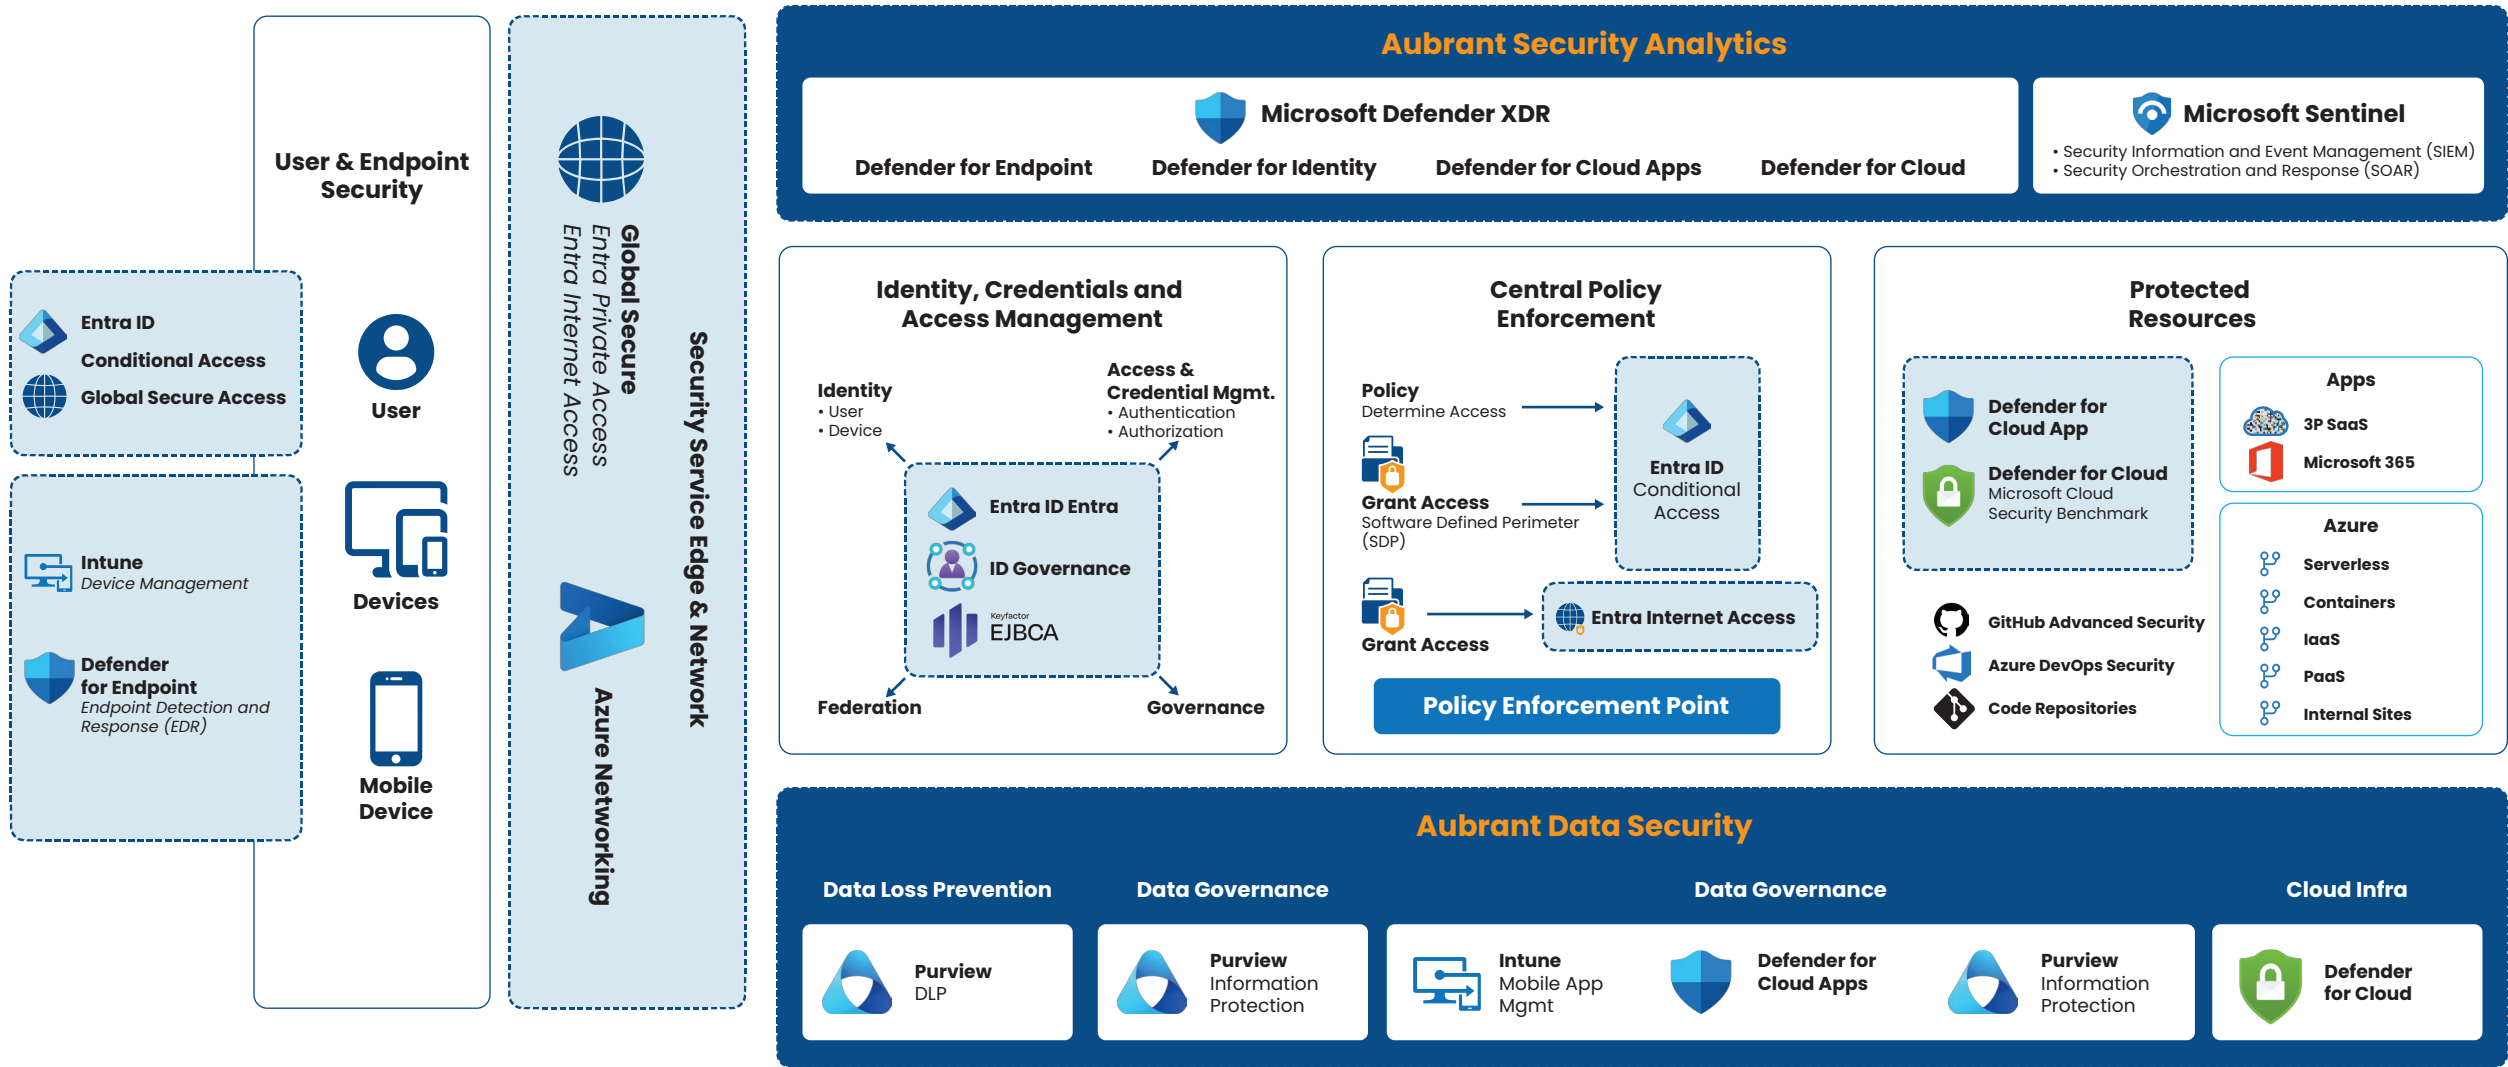 User & Endpoint
Security
Entra ID
Conditional Access
Global Secure Access
Intune
Device Management
Defender
for Endpoint
Endpoint Detection and
Response (EDR)
User
Devices
Mobile
Device
Global Secure
Entra Private Access
Entra Internet Access
Azure Networking
Security Service Edge & Network
Aubrant Security Analytics
Microsoft Defender XDR
Defender for Endpoint
Defender for Identity
Defender for Cloud Apps
Defender for Cloud
Microsoft Sentinel
• Security Information and Event Management (SIEM)
• Security Orchestration and Response (SOAR)
Identity, Credentials and
Access Management
Identity
• User
• Device
Access &
Credential Mgmt.
• Authentication
• Authorization
Entra ID Entra
ID Governance
Keyfactor
EJBCA
Federation
Governance
Central Policy
Enforcement
Policy
Determine Access
Grant Access
Software Defined Perimeter
(SDP)
Entra ID
Conditional
Access
Grant Access
Entra Internet Access
Policy Enforcement Point
Protected
Resources
Defender for
Cloud App
Defender for Cloud
Microsoft Cloud
Security Benchmark
GitHub Advanced Security
Azure DevOps Security
Code Repositories
Apps
3P SaaS
Microsoft 365
Azure
Serverless
Containers
IaaS
PaaS
Internal Sites
Aubrant Data Security
Data Loss Prevention
Purview
DLP
Data Governance
Purview
Information
Protection
Data Governance
Intune
Mobile App
Mgmt
Defender for
Cloud Apps
Purview
Information
Protection
Cloud Infra
Defender
for Cloud